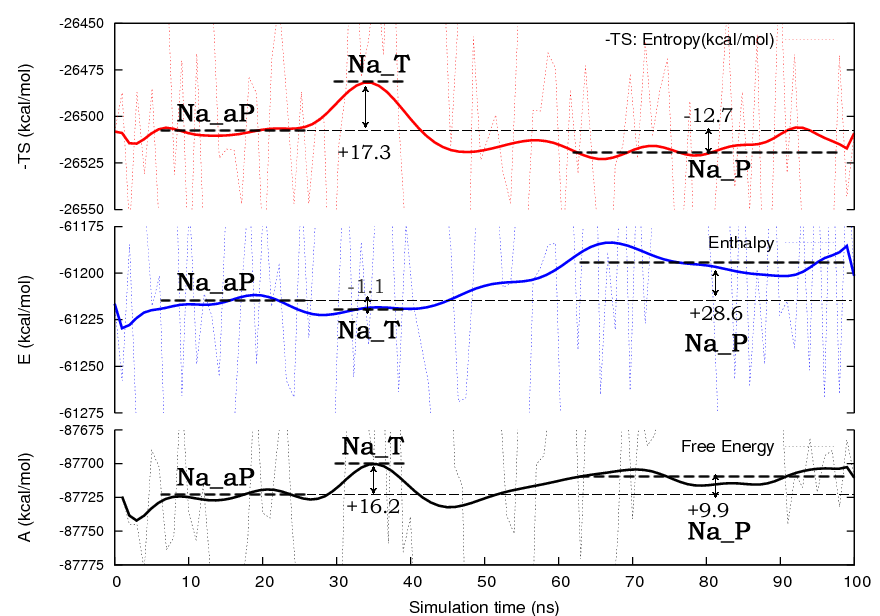 -26450
-TS: Entropy(kcal/mol)
Na_T
-26475
Na_aP
-26500
-12.7
+17.3
-26525
Na_P
-26550
-TS (kcal/mol)
-61175
Enthalpy
Na_aP
-61200
-1.1
-61225
Na_T
+28.6
Na_P
-61250
-61275
E (kcal/mol)
-87675
Na_T
Free Energy
-87700
Na_aP
-87725
+16.2
+9.9
Na_P
-87750
-87775
A (kcal/mol)
0 10 20 30 40 50 60 70 80 90 100
Simulation time (ns)